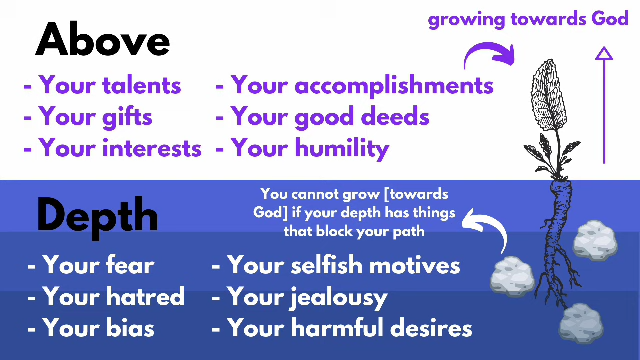 growing towards God
Above
- Your talents
- Your gifts
- Your interests
- Your accomplishments
- Your good deeds
- Your humility
Depth
You cannot grow [towards
God] if your depth has things
that block your path
- Your fear
- Your hatred
- Your bias
- Your selfish motives
- Your jealousy
- Your harmful desires